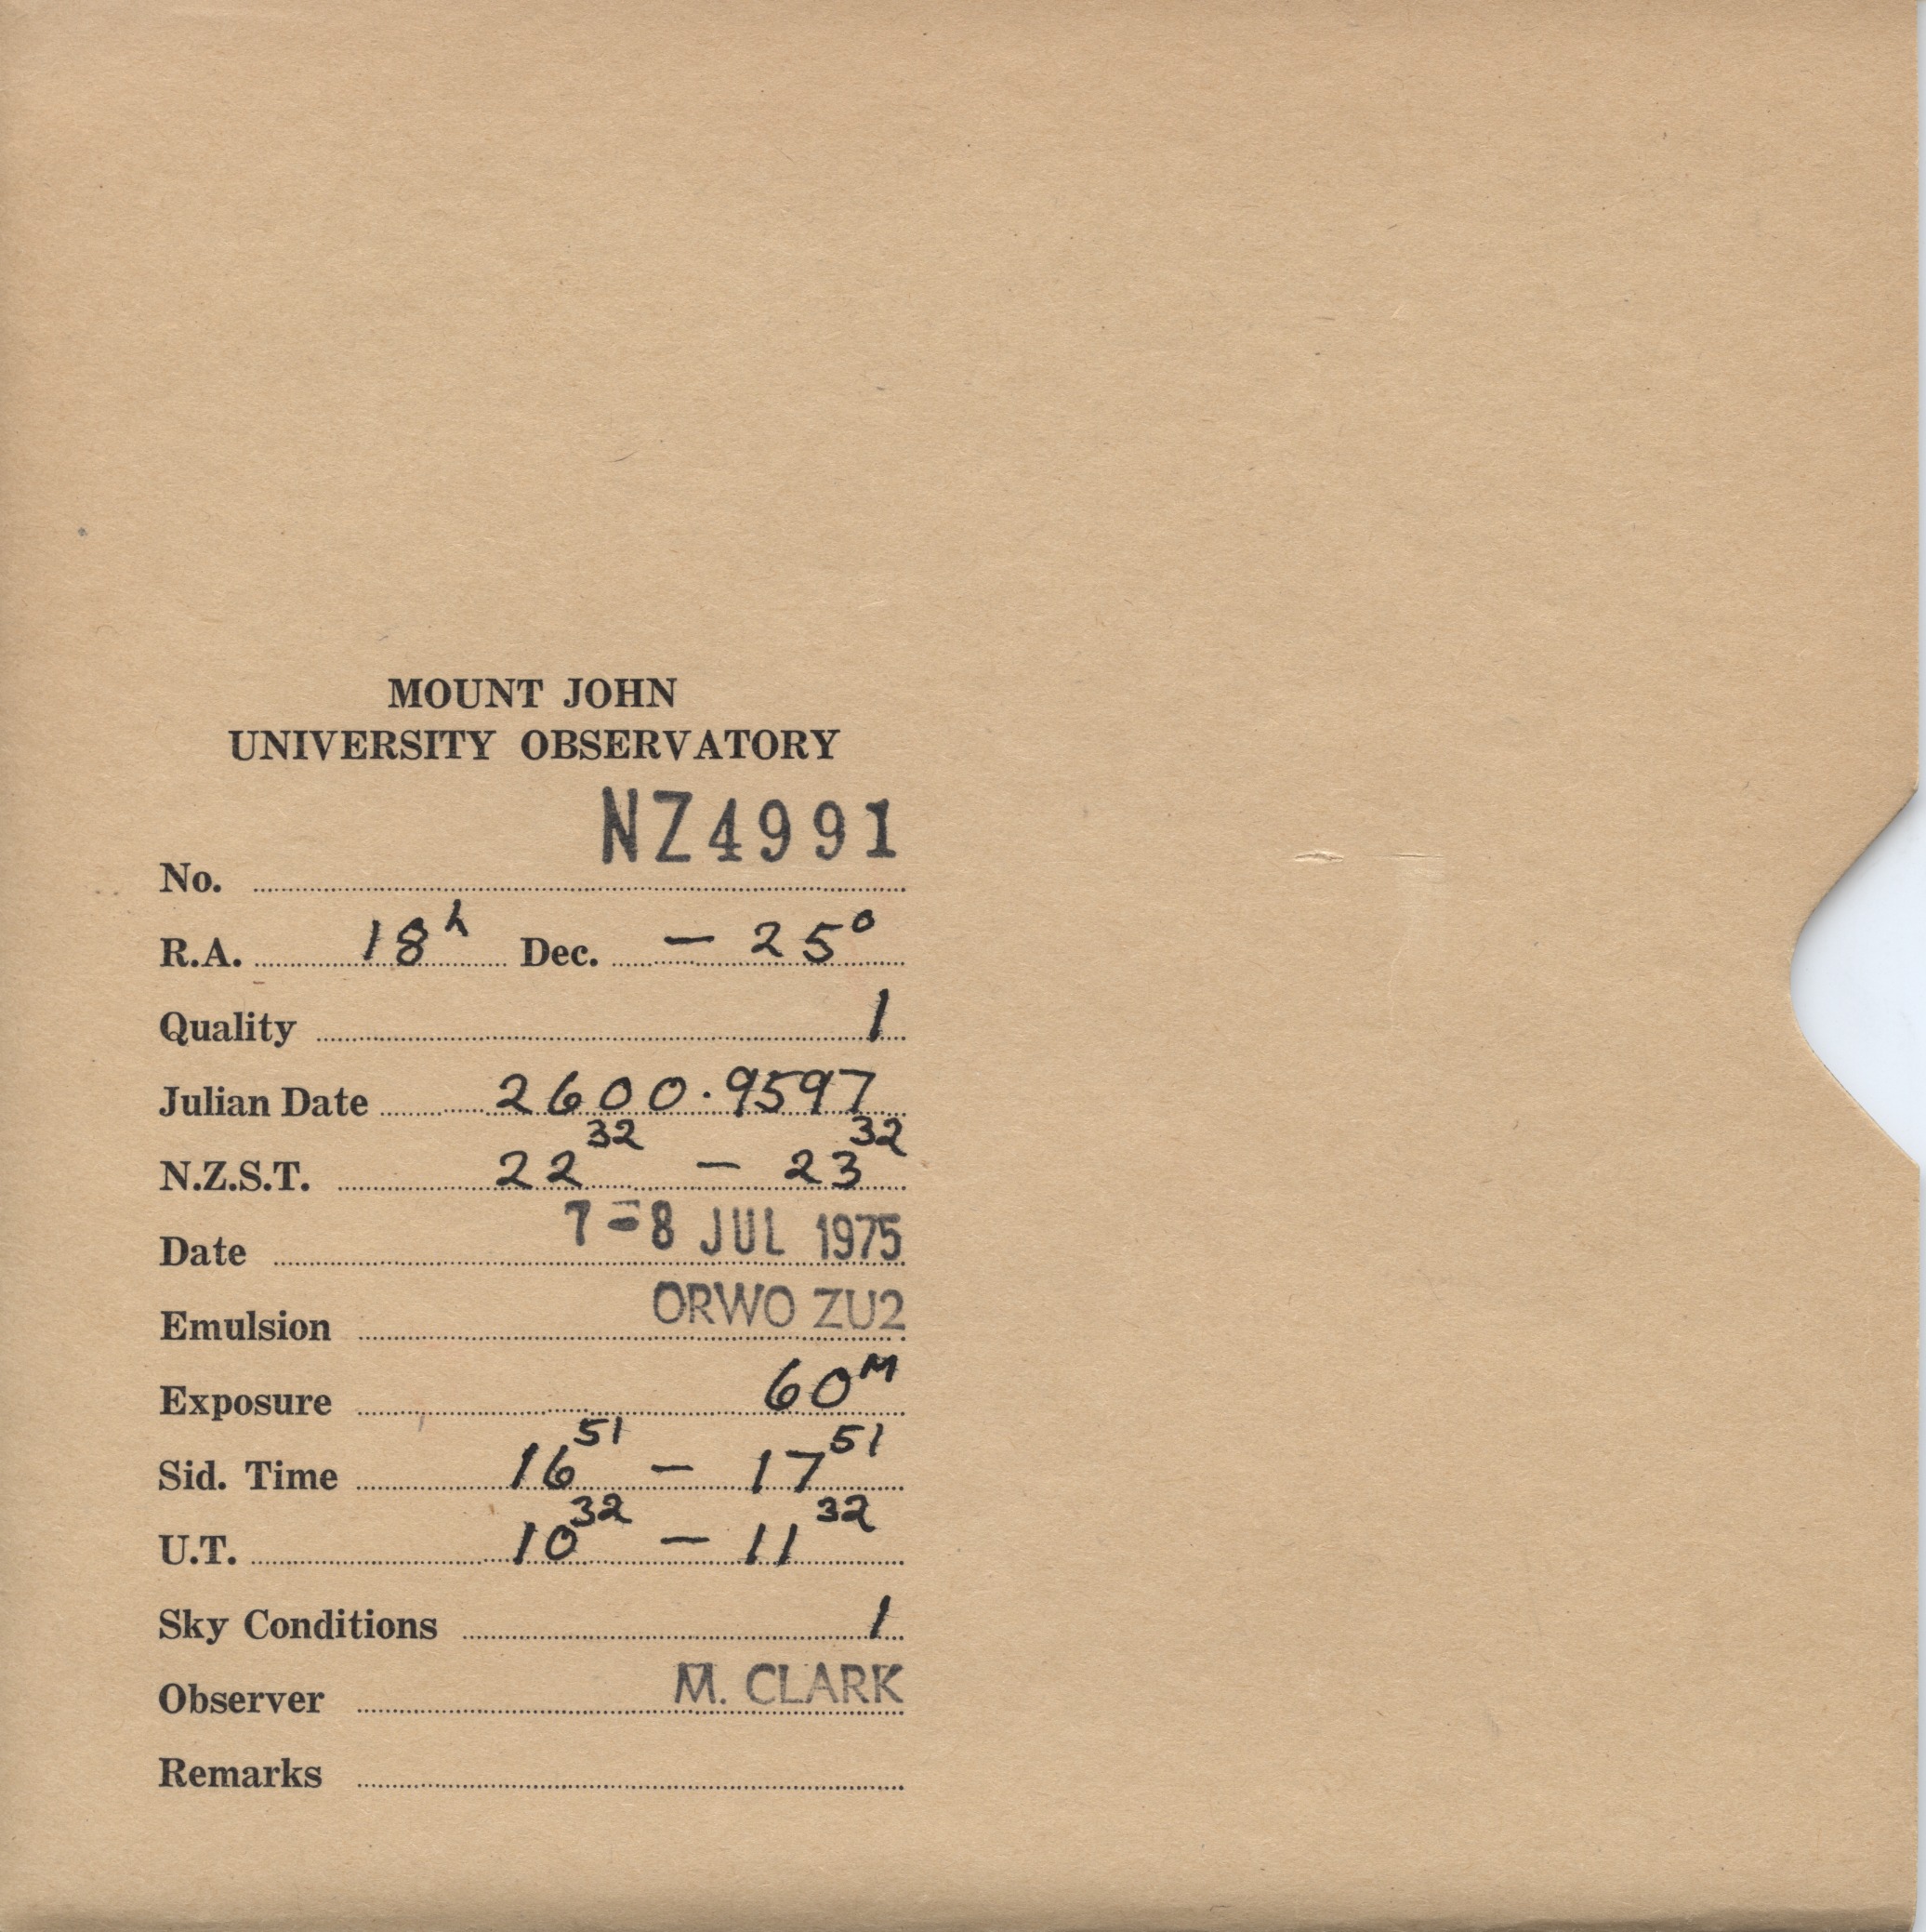 MOUNT JOHN
UNIVERSITY OBSERVATORY
No. NZ4991
R.A. 18h Dec. - 25°
Quality 1
Julian Date 2600.9597
N.Z.S.T. 22 32 - 23 32
Date 7-8 JUL 1975
Emulsion ORWO ZU2
Exposure 60M
Sid. Time 16 51 - 17 51
U.T. 10 32 - 11 32
Sky Conditions 1
Observer M. CLARK
Remarks